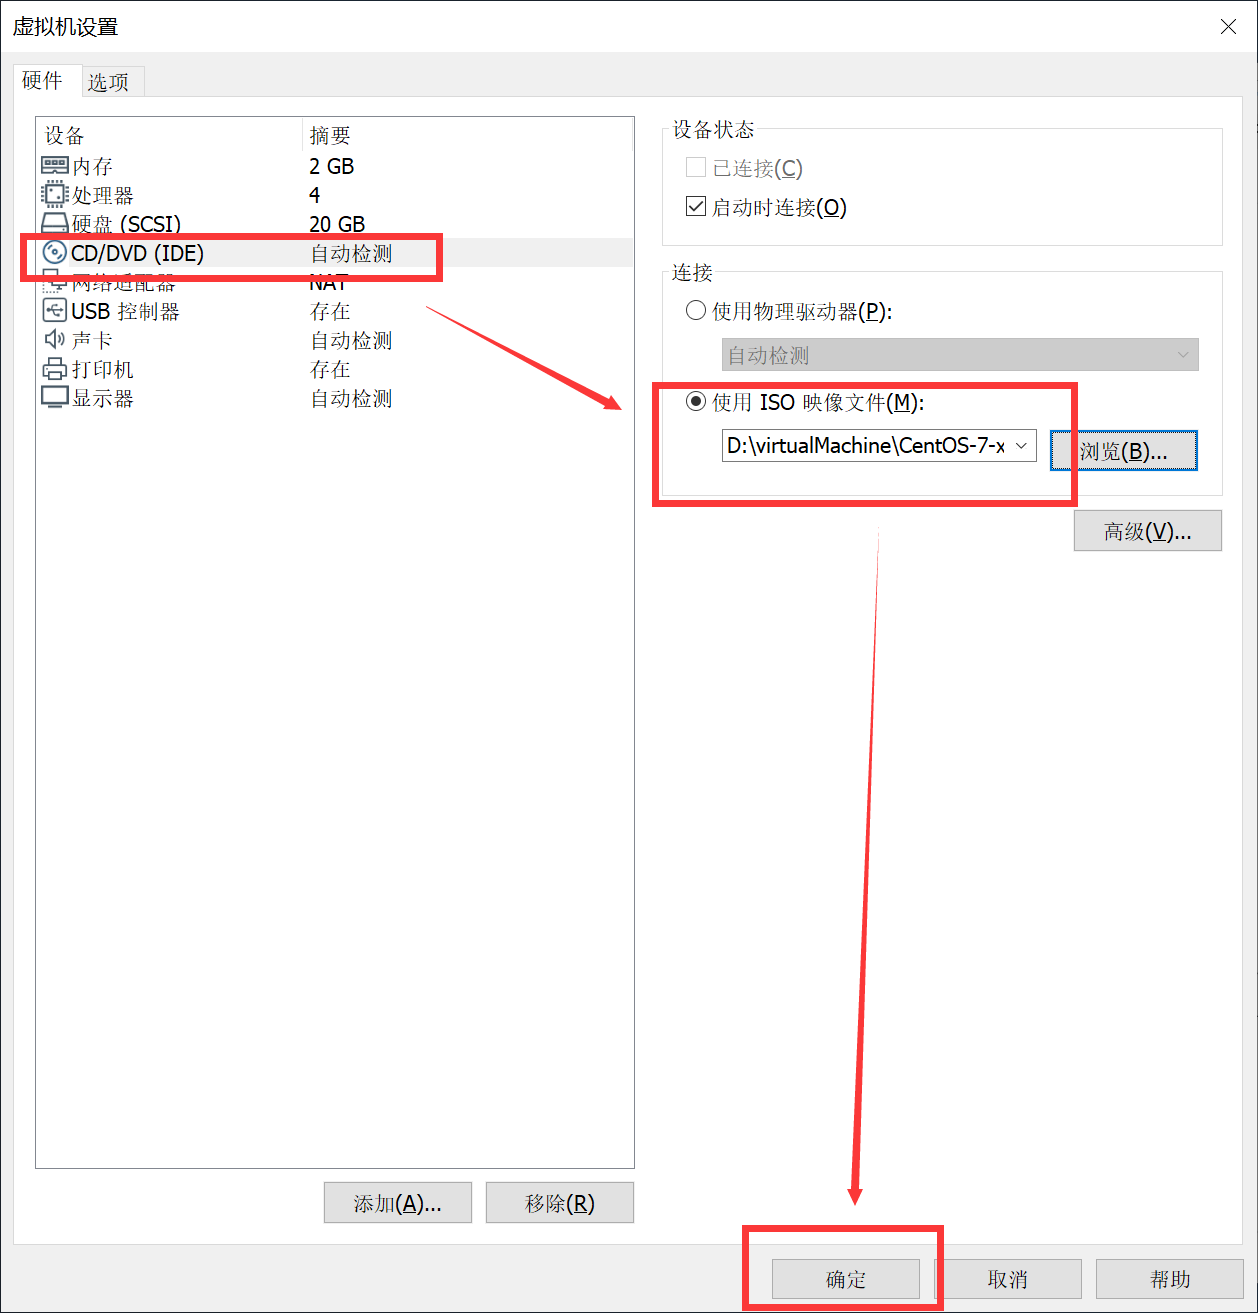 虚拟机设置
硬件 选项
设备 摘要
内存 2 GB
处理器 4
硬盘 (SCSI) 20 GB
CD/DVD (IDE) 自动检测
网络适配器 NAT
USB 控制器 存在
声卡 自动检测
打印机 存在
显示器 自动检测
添加(A)... 移除(R)
设备状态
已连接(C)
启动时连接(O)
连接
使用物理驱动器(P):
自动检测
使用 ISO 映像文件(M):
D:\virtualMachine\CentOS-7-x
浏览(B)...
高级(V)...
确定 取消 帮助